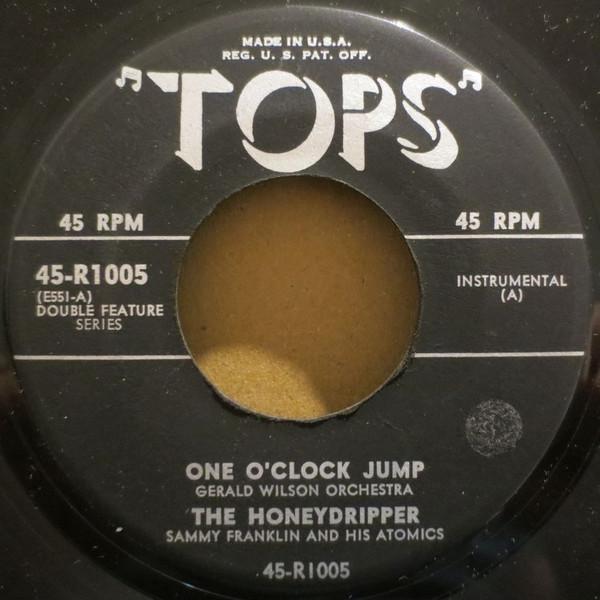 MADE IN U.S.A.
REG. U. S. PAT. OFF.
"TOPS"
45 RPM
45 RPM
45-R1005
(E551-A)
DOUBLE FEATURE
SERIES
INSTRUMENTAL
(A)
ONE O'CLOCK JUMP
GERALD WILSON ORCHESTRA
THE HONEYDRIPPER
SAMMY FRANKLIN AND HIS ATOMICS
45-R1005